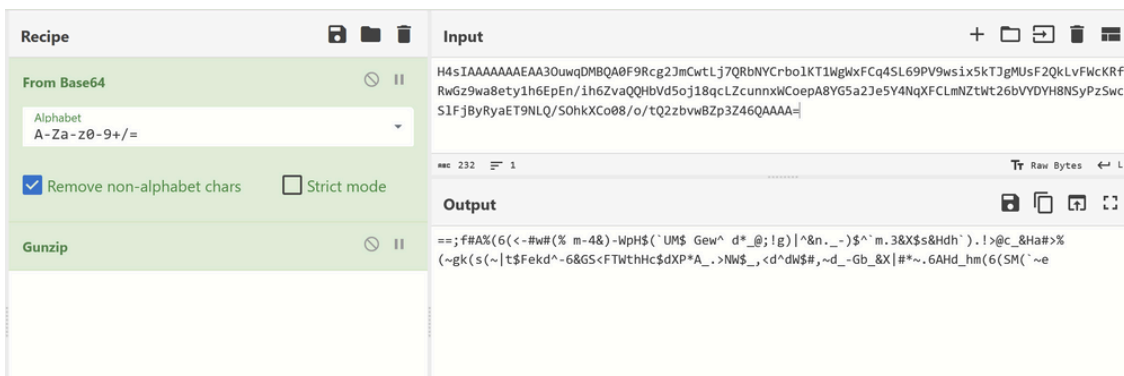 Recipe
From Base64
Alphabet
A-Za-z0-9+/=
Remove non-alphabet chars
Strict mode
Gunzip
Input
H4sIAAAAAAAEAA3OuwqDMBQA0F9Rcg2JmCwtLj7QRbNYCrbolKT1WgWxFCq4SL69PV9wsix5kTJgMUsF2QkLvFWcKRf
RwGz9wa8ety1h6EpEn/ih6ZvaQQHbVd5oj18qcLZcunnxWCoepA8YG5a2Je5Y4NqXFCLmNZtWt26bVYDYH8NSyPzSwc
SlFjByRyaET9NLQ/SOhkXCo08/o/tQ2zbvwBZp3Z46QAAAA=
ABC 232
1
Raw Bytes
L
Output
==;f#A%(6(<-#w#(% m-4&)-WpH$(`UM$ Gew^ d*_@;!g)|^&n._-)$^`m.3&X$s&Hdh`).!>@c_&Ha#>%
(~gk(s(~|t$Fekd^-6&GS<FTWthHc$dXP*A_.>NW$_,<d^dW$#,~d_-Gb_&X|#*~.6AHd_hm(6(SM(`~e